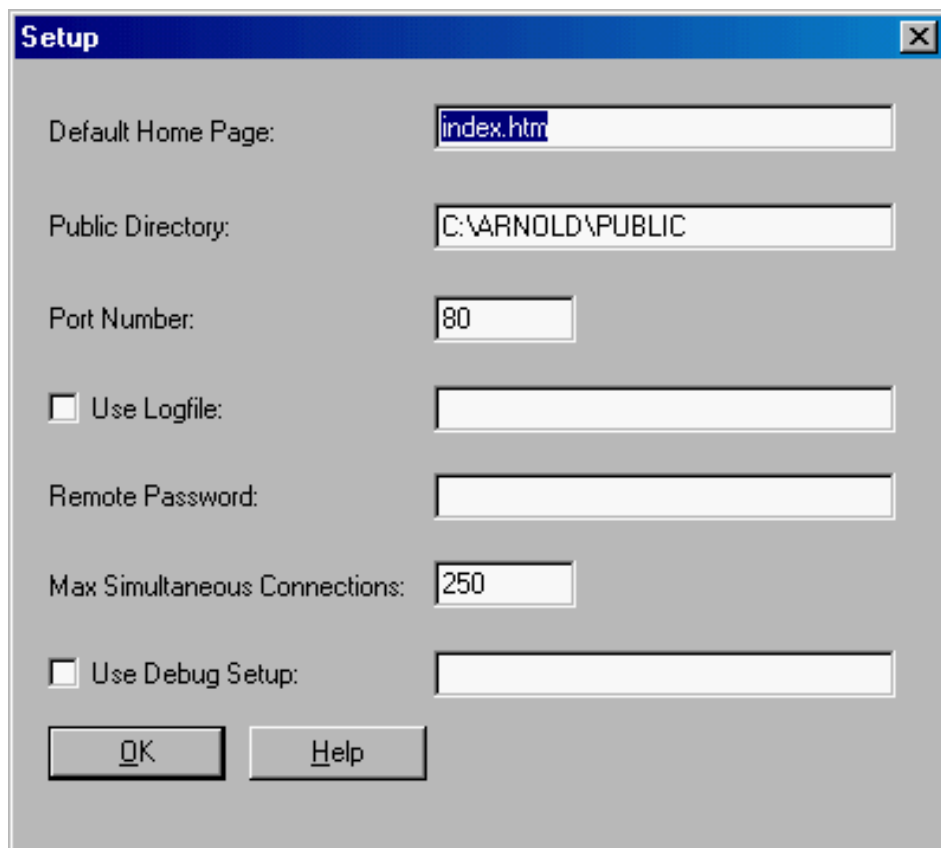 Setup
Default Home Page: index.htm
Public Directory: C:\ARNOLD\PUBLIC
Port Number: 80
Use Logfile:
Remote Password:
Max Simultaneous Connections: 250
Use Debug Setup:
OK Help